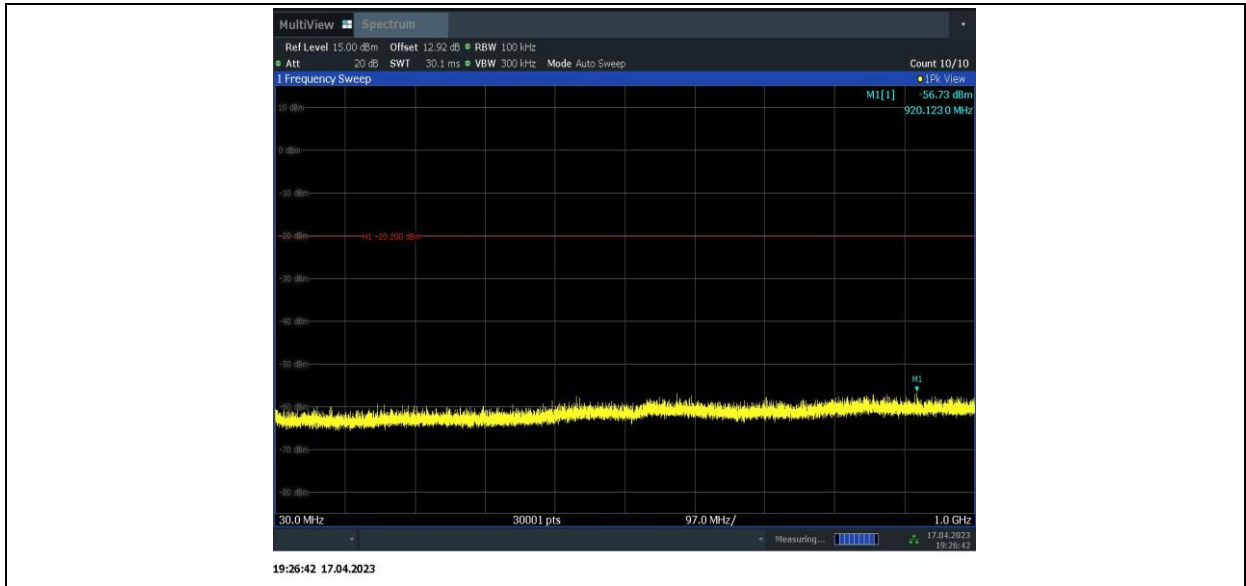 MultiView Spectrum
Ref Level 15.00 dBm Offset 12.92 dB RBW 100 kHz
Att 20 dB SWT 30.1 ms VBW 300 kHz Mode Auto Sweep Count 10/10
1 Frequency Sweep 1Pk View
M1[1] -56.73 dBm
920.1230 MHz
10 dBm
0 dBm
-10 dBm
-20 dBm H1 -20.200 dBm
-30 dBm
-40 dBm
-50 dBm
M1
-60 dBm
-70 dBm
-80 dBm
30.0 MHz 30001 pts 97.0 MHz/ 1.0 GHz
Measuring... 17.04.2023
19:26:42
19:26:42 17.04.2023